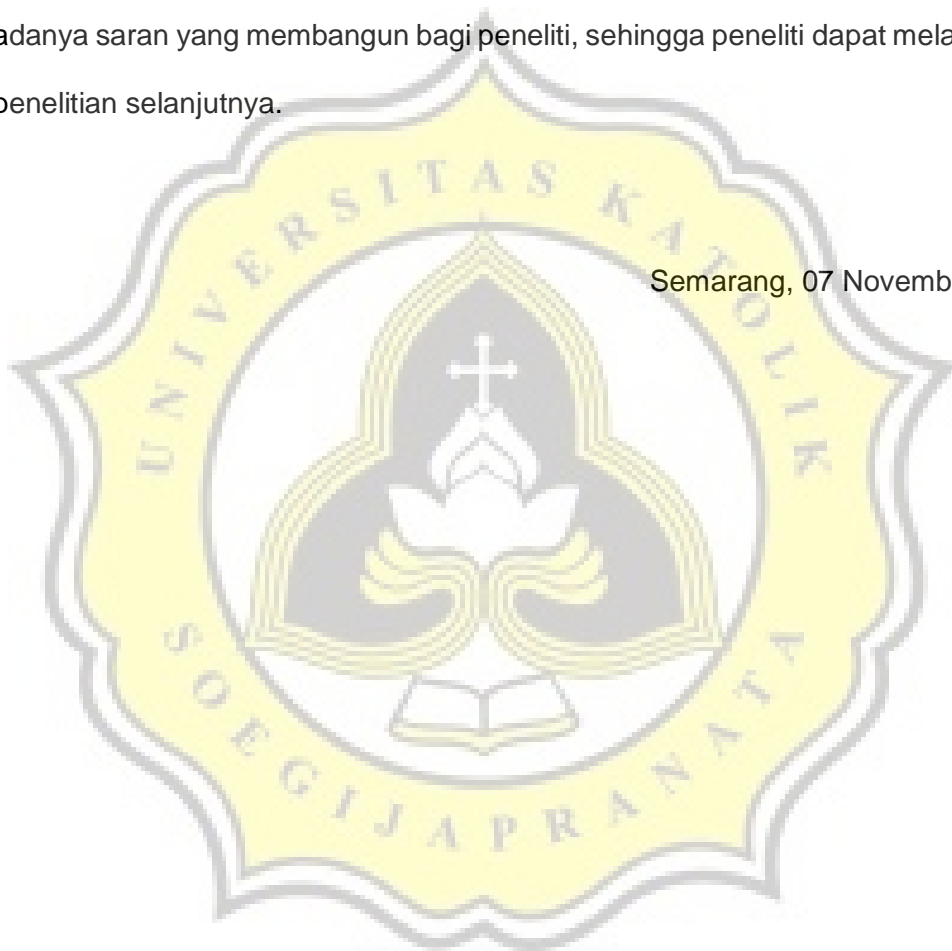 adanya saran yang membangun bagi peneliti, sehingga peneliti dapat mela
penelitian selanjutnya.
Semarang, 07 Novemb
UNIVERSITAS KATOLIK
SOEGIJAPRANATA